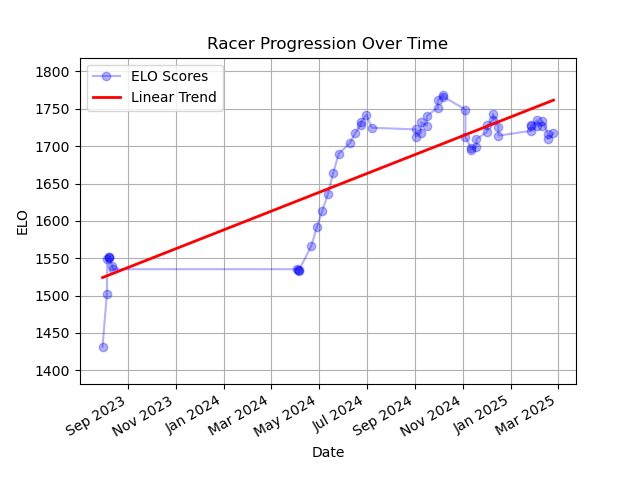 Racer Progression Over Time
ELO Scores
Linear Trend
1800
1750
1700
1650
1600
1550
1500
1450
1400
ELO
Sep 2023
Nov 2023
Jan 2024
Mar 2024
May 2024
Jul 2024
Sep 2024
Nov 2024
Jan 2025
Mar 2025
Date